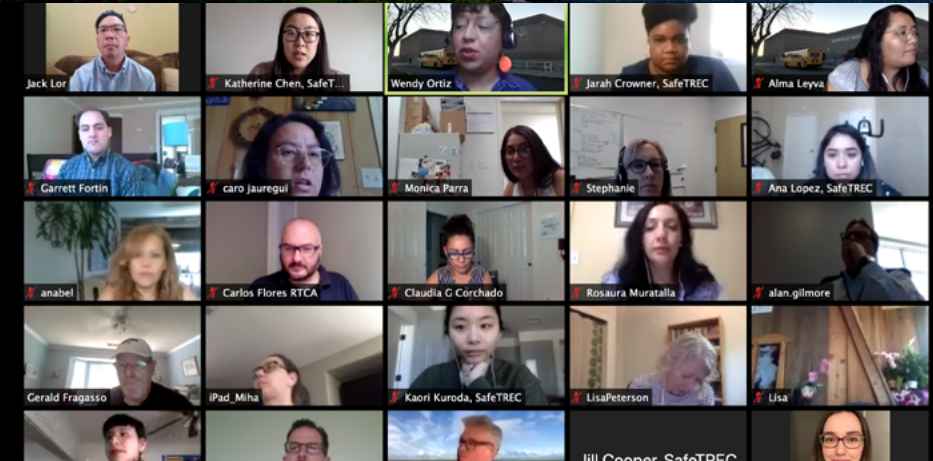 Jack Lor
Katherine Chen, SafeT...
Wendy Ortiz
Jarah Crowner, SafeTREC
Alma Leyva
Garrett Fortin
caro jauregui
Monica Parra
Stephanie
Ana Lopez, SafeTREC
anabel
Carlos Flores RTCA
Claudia G Corchado
Rosaura Muratalla
alan.gilmore
Gerald Fragasso
iPad_Miha
Kaori Kuroda, SafeTREC
LisaPeterson
Lisa
Jill Cooper, SafeTREC